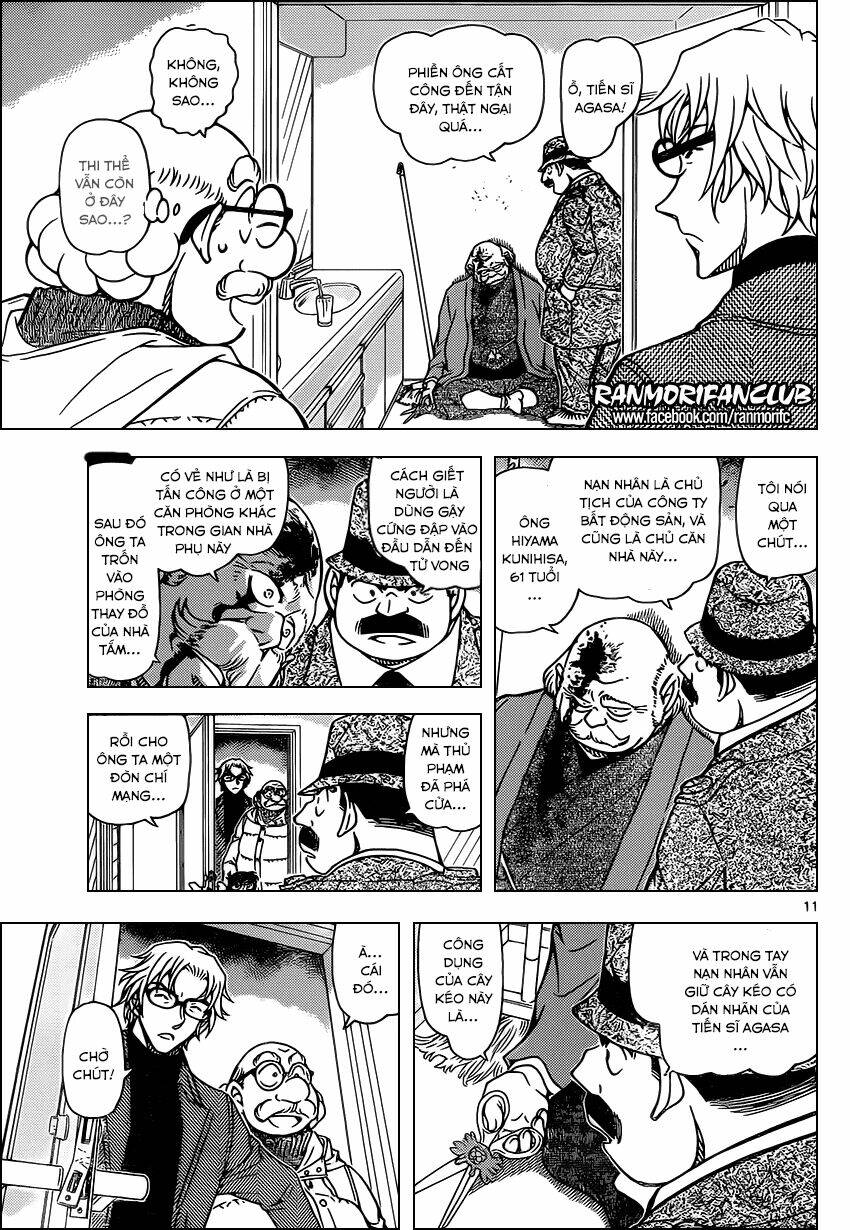 Ồ, TIẾN SĨ
AGASA!
PHIỀN ÔNG CẤT
CÔNG ĐẾN TẬN
ĐÂY, THẬT NGẠI
QUÁ...
KHÔNG,
KHÔNG
SAO...
THI THỂ
VẪN CÒN
Ở ĐÂY
SAO...?
RANMORIFANCLUB
www.facebook.com/ranmorifc
TÔI NÓI
QUA
MỘT
CHÚT...
NẠN NHÂN LÀ CHỦ
TỊCH CỦA CÔNG TY
BẤT ĐỘNG SẢN, VÀ
CŨNG LÀ CHỦ CĂN
NHÀ NÀY...
ÔNG
HIYAMA
KUNIHISA,
61 TUỔI
...
CÁCH GIẾT
NGƯỜI LÀ
DÙNG GẬY
CỨNG ĐẬP VÀO
ĐẦU DẪN ĐẾN
TỬ VONG
CÓ VẺ NHƯ LÀ BỊ
TẤN CÔNG Ở MỘT
CĂN PHÒNG KHÁC
TRONG GIAN NHÀ
PHỤ NÀY
SAU ĐÓ
ÔNG TA
TRỐN
VÀO
PHÒNG
THAY ĐỒ
CỦA NHÀ
TẮM...
NHƯNG
MÀ THỦ
PHẠM
ĐÃ PHÁ
CỬA...
RỒI CHO
ÔNG TA MỘT
ĐÒN CHÍ
MẠNG...
11
VÀ TRONG TAY
NẠN NHÂN VẪN
GIỮ CÂY KÉO CÓ
DÁN NHÃN CỦA
TIẾN SĨ AGASA
...
CÔNG
DỤNG
CỦA CÂY
KÉO NÀY
LÀ...
À...
CÁI
ĐÓ...
CHỜ
CHÚT!